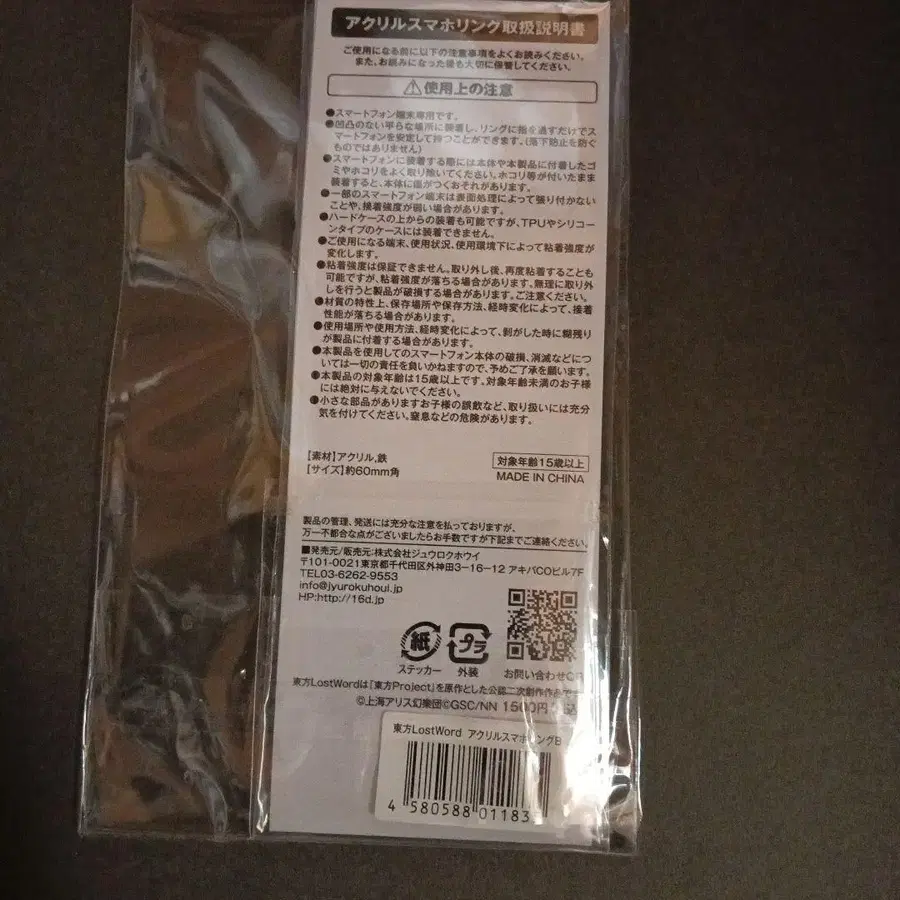 アクリルスマホリング取扱説明書
ご使用になる前に以下の注意事項をよくお読みください。
また、お読みになった後も大切に保管してください。
⚠使用上の注意
●スマートフォン端末専用です。
●凹凸のない平らな場所に装着し、リングに指を通すだけでス
マートフォンを安定して持つことができます。(落下防止を防ぐ
ものではありません)
●スマートフォンに装着する際には本体や本製品に付着したゴ
ミやホコリをよく取り除いてください。ホコリ等が付いたまま
装着すると、本体に傷がつくおそれがあります。
●一部のスマートフォン端末は表面処理によって張り付かない
ことや、接着強度が弱い場合があります。
●ハードケースの上からの装着も可能ですが、TPUやシリコー
ンタイプのケースには装着できません。
●ご使用になる端末、使用状況、使用環境下によって粘着強度が
変化します。
●粘着強度は保証できません。取り外し後、再度粘着することも
可能ですが、粘着強度が落ちる場合があります。無理に取り外
しを行うと製品が破損する場合があります。ご注意ください。
●材質の特性上、保存場所や保存方法、経時変化によって、接着
性能が落ちる場合があります。
●使用場所や使用方法、経時変化によって、剥がした時に糊残り
が製品に付着する場合があります。
●本製品を使用してのスマートフォン本体の破損、消滅などにつ
いては一切の責任を負いかねますので、予めご了承を願います。
●本製品の対象年齢は15歳以上です。対象年齢未満のお子様
には絶対に与えないでください。
●小さな部品がありますお子様の誤飲など、取り扱いには充分
気を付けてください。窒息などの危険があります。
【素材】アクリル,鉄
【サイズ】約60mm角
対象年齢15歳以上
MADE IN CHINA
製品の管理、発送には充分な注意を払っておりますが、
万一不都合な点がございましたらお手数ですが下記までご連絡ください。
■発売元/販売元:株式会社ジュウロクホウイ
〒101-0021東京都千代田区外神田3-16-12 アキバCOビル7F
TEL03-6262-9553
info@jyurokuhoui.jp
HP:http://16d.jp
紙
ステッカー
プラ
外装
お問い合わせQR
東方LostWordは『東方Project』を原作とした公認二次創作作品です
©上海アリス幻樂団©GSC/NN 1500円
東方LostWord アクリルスマホリングB
4 580588 01183